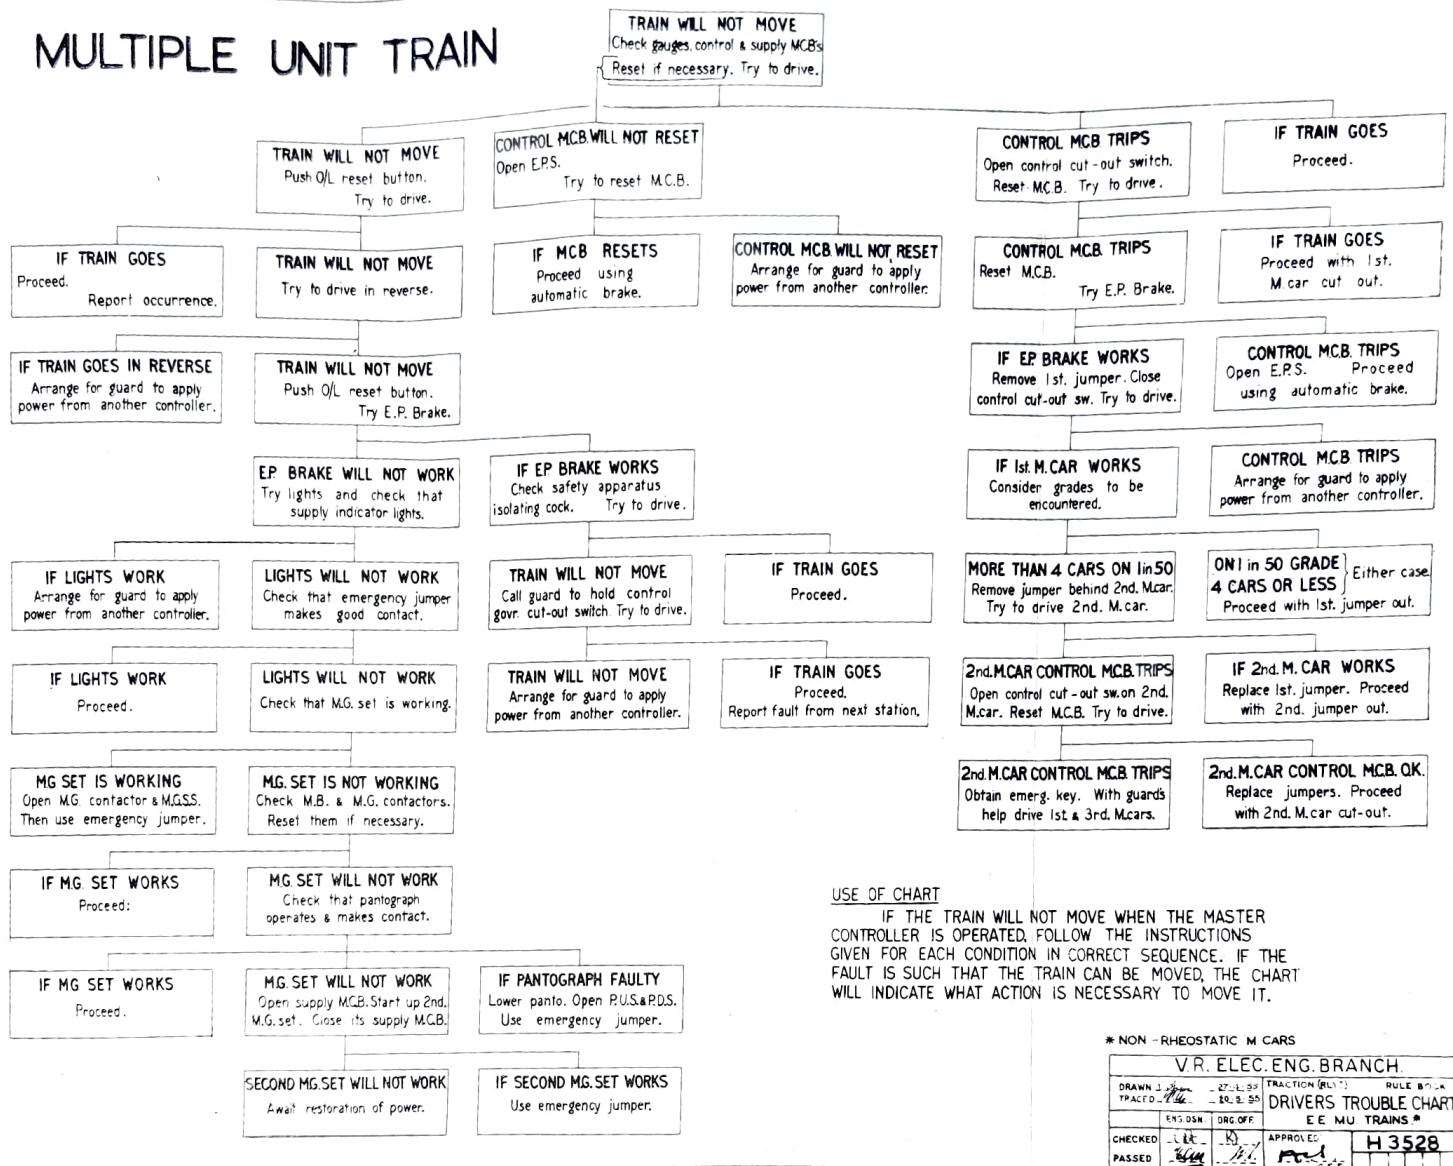 MULTIPLE UNIT TRAIN
TRAIN WILL NOT MOVE
Check gauges, control & supply MCB's
Reset if necessary. Try to drive.
TRAIN WILL NOT MOVE
Push O/L reset button.
Try to drive.
CONTROL M.C.B. WILL NOT RESET
Open E.P.S.
Try to reset M.C.B.
CONTROL MCB TRIPS
Open control cut-out switch.
Reset M.C.B. Try to drive.
IF TRAIN GOES
Proceed.
IF TRAIN GOES
Proceed.
Report occurrence.
TRAIN WILL NOT MOVE
Try to drive in reverse.
IF MCB RESETS
Proceed using
automatic brake.
CONTROL MCB WILL NOT RESET
Arrange for guard to apply
power from another controller.
CONTROL M.C.B. TRIPS
Reset M.C.B.
Try E.P. Brake.
IF TRAIN GOES
Proceed with 1st.
M.car cut out.
IF TRAIN GOES IN REVERSE
Arrange for guard to apply
power from another controller.
TRAIN WILL NOT MOVE
Push O/L reset button.
Try E.P. Brake.
IF E.P. BRAKE WORKS
Remove 1st. jumper. Close
control cut-out sw. Try to drive.
CONTROL M.C.B. TRIPS
Open E.P.S. Proceed
using automatic brake.
E.P. BRAKE WILL NOT WORK
Try lights and check that
supply indicator lights.
IF E.P. BRAKE WORKS
Check safety apparatus
isolating cock. Try to drive.
IF 1st. M.CAR WORKS
Consider grades to be
encountered.
CONTROL M.C.B. TRIPS
Arrange for guard to apply
power from another controller.
IF LIGHTS WORK
Arrange for guard to apply
power from another controller.
LIGHTS WILL NOT WORK
Check that emergency jumper
makes good contact.
TRAIN WILL NOT MOVE
Call guard to hold control
govr. cut-out switch. Try to drive.
IF TRAIN GOES
Proceed.
MORE THAN 4 CARS ON 1 in 50
Remove jumper behind 2nd. M.car.
Try to drive 2nd. M.car.
ON 1 in 50 GRADE
4 CARS OR LESS
Either case
Proceed with 1st. jumper out.
IF LIGHTS WORK
Proceed.
LIGHTS WILL NOT WORK
Check that M.G. set is working.
TRAIN WILL NOT MOVE
Arrange for guard to apply
power from another controller.
IF TRAIN GOES
Proceed.
Report fault from next station.
2nd. M.CAR CONTROL M.C.B. TRIPS
Open control cut-out sw. on 2nd.
M.car. Reset M.C.B. Try to drive.
IF 2nd. M. CAR WORKS
Replace 1st. jumper. Proceed
with 2nd. jumper out.
MG SET IS WORKING
Open M.G. contactor & M.G.S.S.
Then use emergency jumper.
M.G. SET IS NOT WORKING
Check M.B. & M.G. contactors.
Reset them if necessary.
2nd. M.CAR CONTROL MCB. TRIPS
Obtain emerg. key. With guard's
help drive 1st & 3rd. M.cars.
2nd. M.CAR CONTROL M.C.B. O.K.
Replace jumpers. Proceed
with 2nd. M.car cut-out.
IF M.G. SET WORKS
Proceed:
M.G. SET WILL NOT WORK
Check that pantograph
operates & makes contact.
IF MG SET WORKS
Proceed.
M.G. SET WILL NOT WORK
Open supply M.C.B. Start up 2nd.
M.G. set. Close its supply M.C.B.
IF PANTOGRAPH FAULTY
Lower panto. Open P.U.S. & P.D.S.
Use emergency jumper.
SECOND MG. SET WILL NOT WORK
Await restoration of power.
IF SECOND M.G. SET WORKS
Use emergency jumper.
USE OF CHART
IF THE TRAIN WILL NOT MOVE WHEN THE MASTER
CONTROLLER IS OPERATED, FOLLOW THE INSTRUCTIONS
GIVEN FOR EACH CONDITION IN CORRECT SEQUENCE. IF THE
FAULT IS SUCH THAT THE TRAIN CAN BE MOVED, THE CHART
WILL INDICATE WHAT ACTION IS NECESSARY TO MOVE IT.
* NON-RHEOSTATIC M CARS
V.R. ELEC. ENG. BRANCH.
DRAWN
TRACED
TRACTION RULE
DRIVERS TROUBLE CHART
E E MU TRAINS *
ENG. DSN. ORG. OFF.
CHECKED
PASSED
APPROVED
H 3528